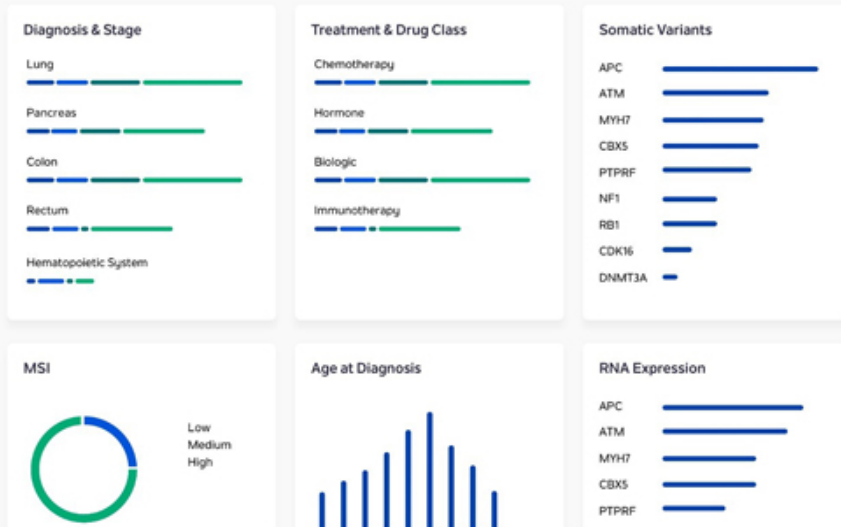 Diagnosis & Stage
Lung
Pancreas
Colon
Rectum
Hematopoietic System
Treatment & Drug Class
Chemotherapy
Hormone
Biologic
Immunotherapy
Somatic Variants
APC
ATM
MYH7
CBX5
PTPRF
NF1
RB1
CDK16
DNMT3A
MSI
Low
Medium
High
Age at Diagnosis
RNA Expression
APC
ATM
MYH7
CBX5
PTPRF